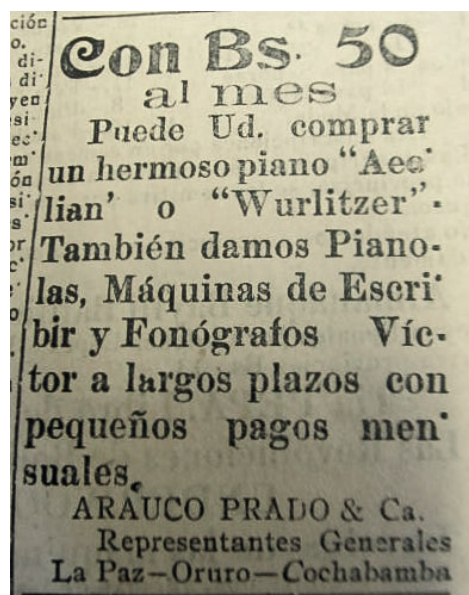 Con Bs. 50
al mes
Puede Ud. comprar
un hermoso piano “Aeo-
lian’ o “Wurlitzer”.
También damos Piano-
las, Máquinas de Escri-
bir y Fonógrafos Víc-
tor a largos plazos con
pequeños pagos men-
suales.
ARAUCO PRADO & Ca.
Representantes Generales
La Paz—Oruro—Cochabamba